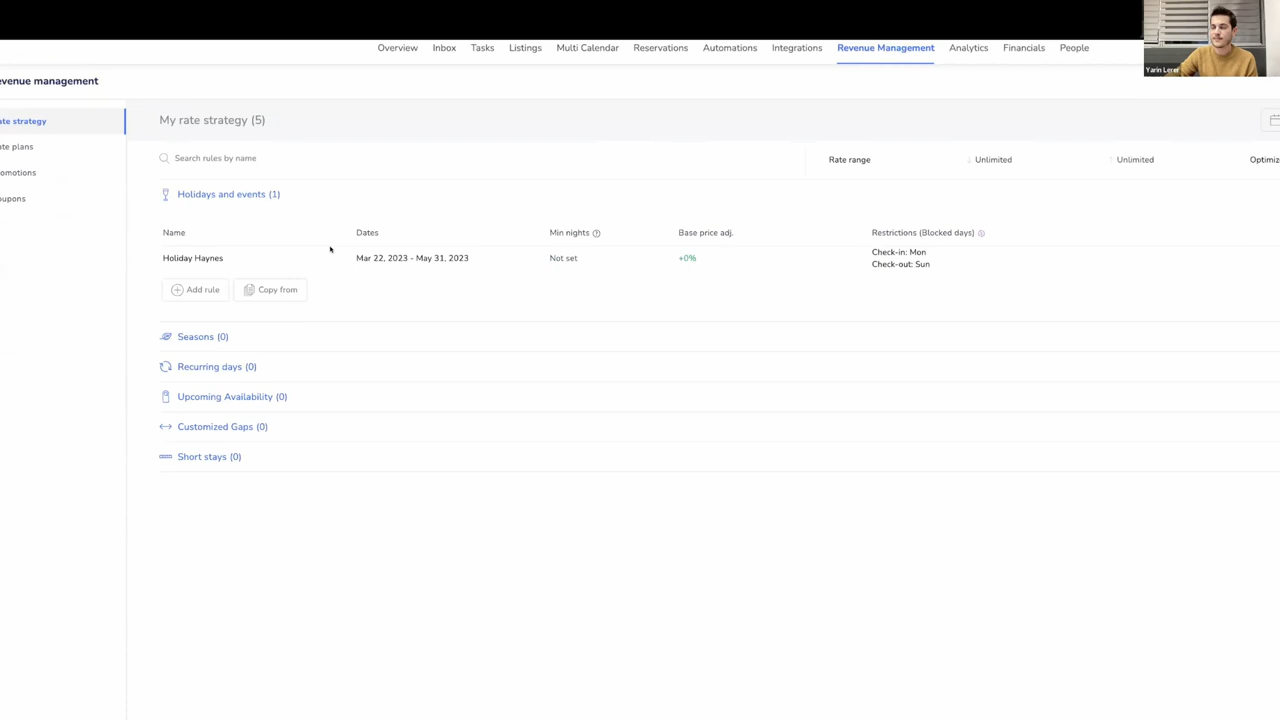 Overview Inbox Tasks Listings Multi Calendar Reservations Automations Integrations Revenue Management Analytics Financials People
Yarin Lerer
evenue management
ate strategy
ate plans
omotions
oupons
My rate strategy (5)
Search rules by name
Rate range Unlimited Unlimited Optimiz
Holidays and events (1)
Name Dates Min nights Base price adj. Restrictions (Blocked days)
Holiday Haynes Mar 22, 2023 - May 31, 2023 Not set +0% Check-in: Mon
Check-out: Sun
Add rule Copy from
Seasons (0)
Recurring days (0)
Upcoming Availability (0)
Customized Gaps (0)
Short stays (0)